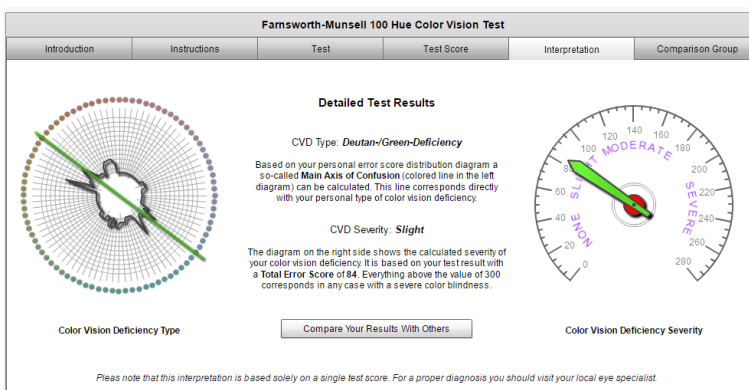 Farnsworth-Munsell 100 Hue Color Vision Test
Introduction
Instructions
Test
Test Score
Interpretation
Comparison Group
Detailed Test Results
CVD Type: Deutan-/Green-Deficiency
Based on your personal error score distribution diagram a
so-called Main Axis of Confusion (colored line in the left
diagram) can be calculated. This line corresponds directly
with your personal type of color vision deficiency.
CVD Severity: Slight
The diagram on the right side shows the calculated severity of
your color vision deficiency. It is based on your test result with
a Total Error Score of 84. Everything above the value of 300
corresponds in any case with a severe color blindness.
0
20
40
60
80
100
120
140
160
180
200
220
240
260
280
NONE
MODERATE
SEVERE
Color Vision Deficiency Type
Compare Your Results With Others
Color Vision Deficiency Severity
Pleas note that this interpretation is based solely on a single test score. For a proper diagnosis you should visit your local eye specialist.